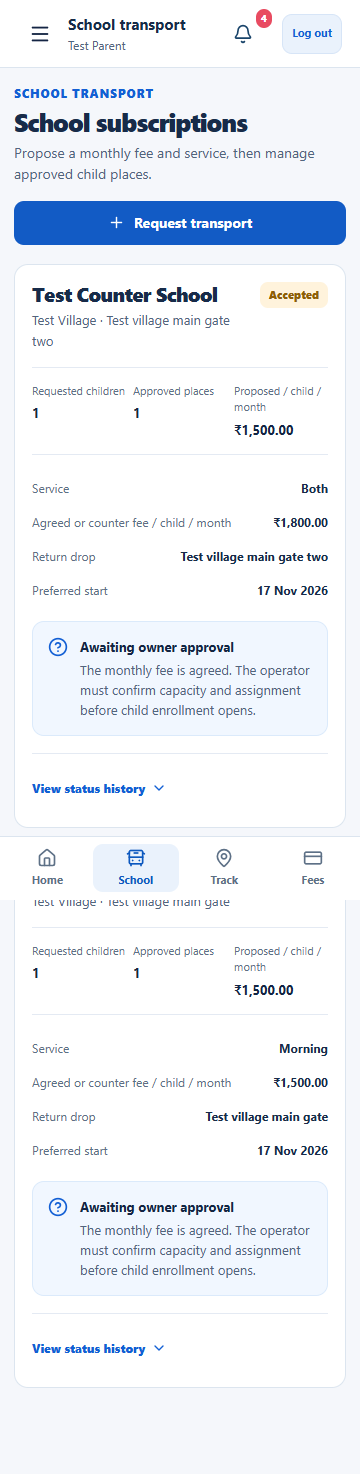 School transport
Test Parent
4
Log out
SCHOOL TRANSPORT
School subscriptions
Propose a monthly fee and service, then manage
approved child places.
+ Request transport
Test Counter School
Accepted
Test Village · Test village main gate
two
Requested children
1
Approved places
1
Proposed / child /
month
₹1,500.00
Service
Both
Agreed or counter fee / child / month
₹1,800.00
Return drop
Test village main gate two
Preferred start
17 Nov 2026
Awaiting owner approval
The monthly fee is agreed. The operator
must confirm capacity and assignment
before child enrollment opens.
View status history
Home
School
Track
Fees
Test Village · Test village main gate
Requested children
1
Approved places
1
Proposed / child /
month
₹1,500.00
Service
Morning
Agreed or counter fee / child / month
₹1,500.00
Return drop
Test village main gate
Preferred start
17 Nov 2026
Awaiting owner approval
The monthly fee is agreed. The operator
must confirm capacity and assignment
before child enrollment opens.
View status history